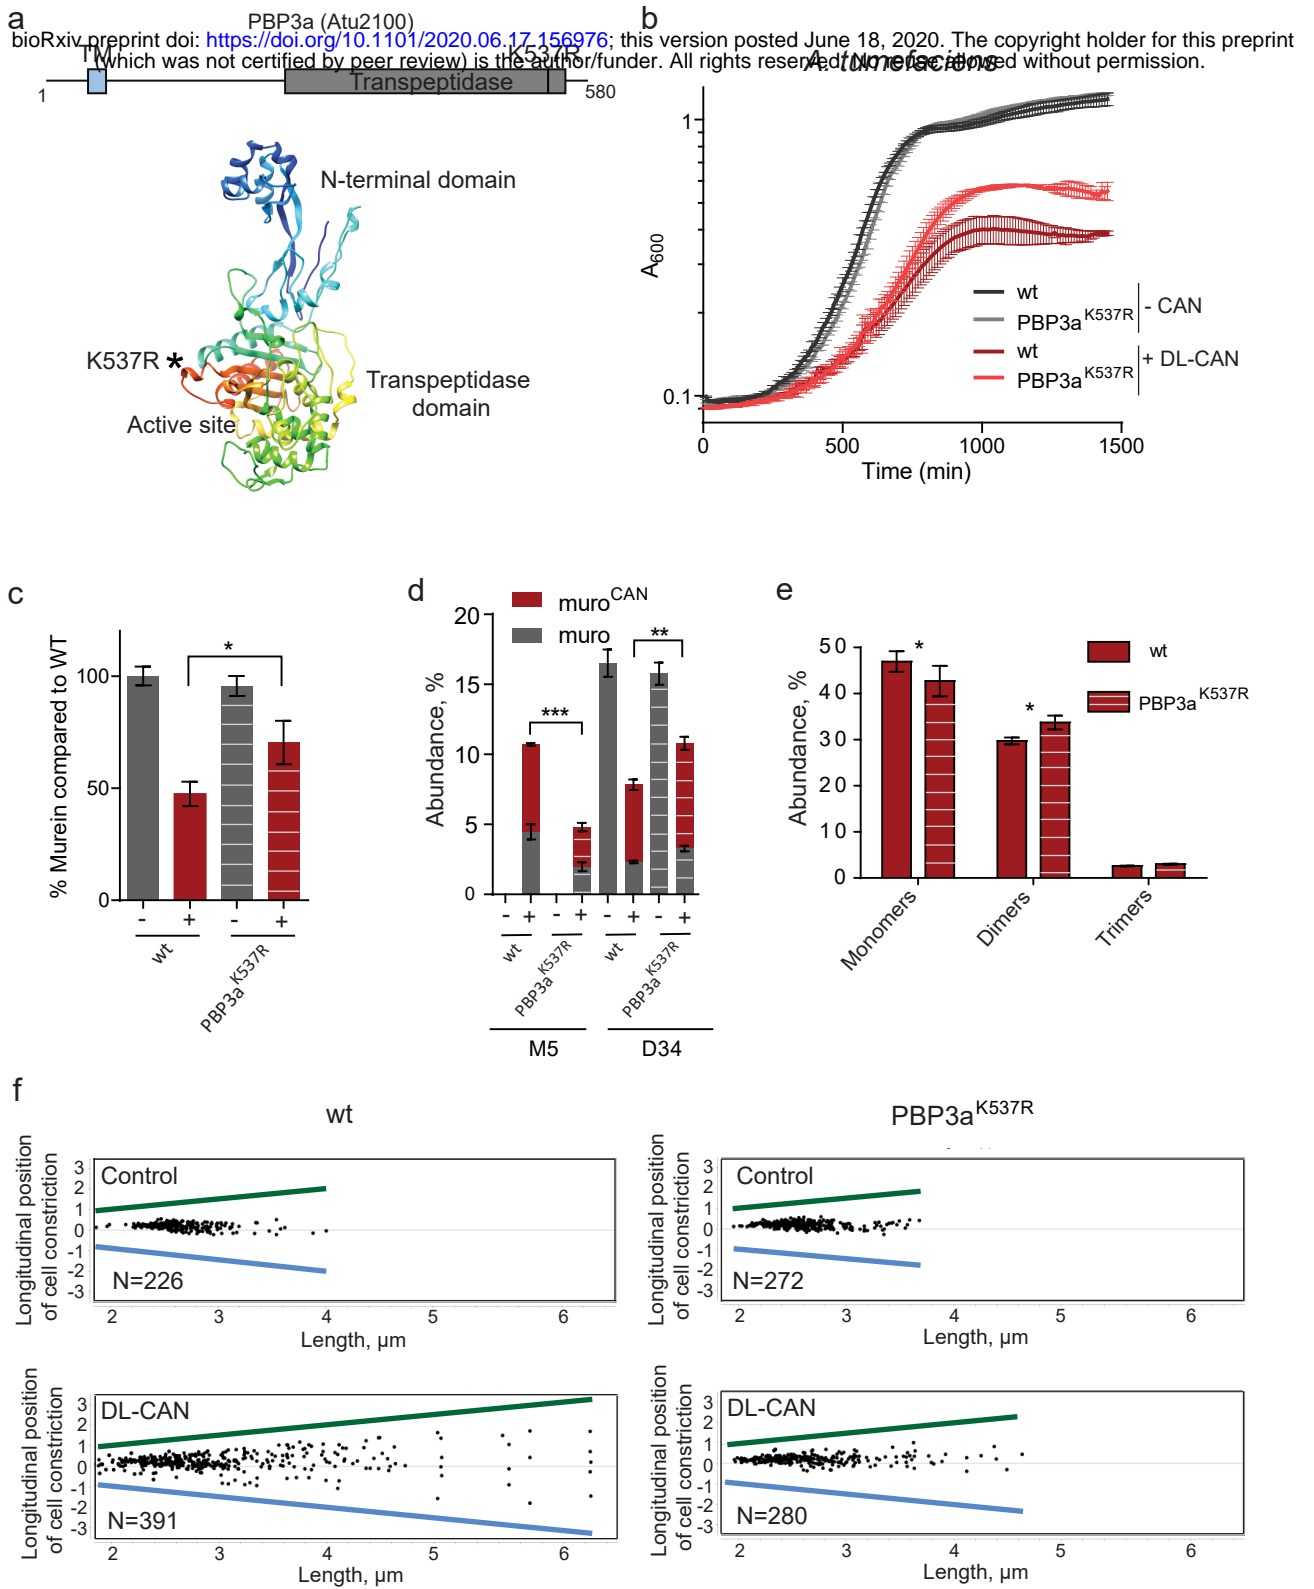 a
PBP3a (Atu2100)
b
bioRxiv preprint doi: https://doi.org/10.1101/2020.06.17.156976; this version posted June 18, 2020. The copyright holder for this preprint
(which was not certified by peer review) is the author/funder. All rights reserved. No reuse allowed without permission.
TM
K537R
A. tumefaciens
Transpeptidase
1
580
N-terminal domain
K537R *
Transpeptidase
domain
Active site
A600
1
0.1
wt
PBP3aK537R
- CAN
wt
PBP3aK537R
+ DL-CAN
0 500 1000 1500
Time (min)
c
% Murein compared to WT
100
50
0
*
- + - +
wt
PBP3aK537R
d
muroCAN
muro
Abundance, %
20
15
10
5
0
***
**
- + - + - + - +
wt
PBP3aK537R
wt
PBP3aK537R
M5
D34
e
Abundance, %
50
40
30
20
10
0
*
*
wt
PBP3aK537R
Monomers
Dimers
Trimers
f
wt
Longitudinal position
of cell constriction
3
2
1
0
-1
-2
-3
Control
N=226
2 3 4 5 6
Length, µm
PBP3aK537R
Longitudinal position
of cell constriction
3
2
1
0
-1
-2
-3
Control
N=272
2 3 4 5 6
Length, µm
Longitudinal position
of cell constriction
3
2
1
0
-1
-2
-3
DL-CAN
N=391
2 3 4 5 6
Length, µm
Longitudinal position
of cell constriction
3
2
1
0
-1
-2
-3
DL-CAN
N=280
2 3 4 5 6
Length, µm